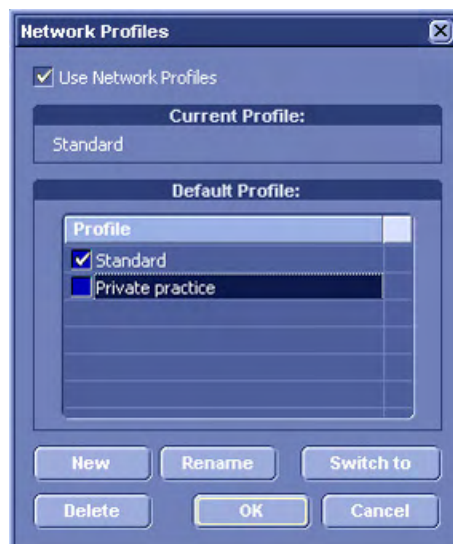 Network Profiles
Use Network Profiles
Current Profile:
Standard
Default Profile:
Profile
Standard
Private practice
New Rename Switch to
Delete OK Cancel